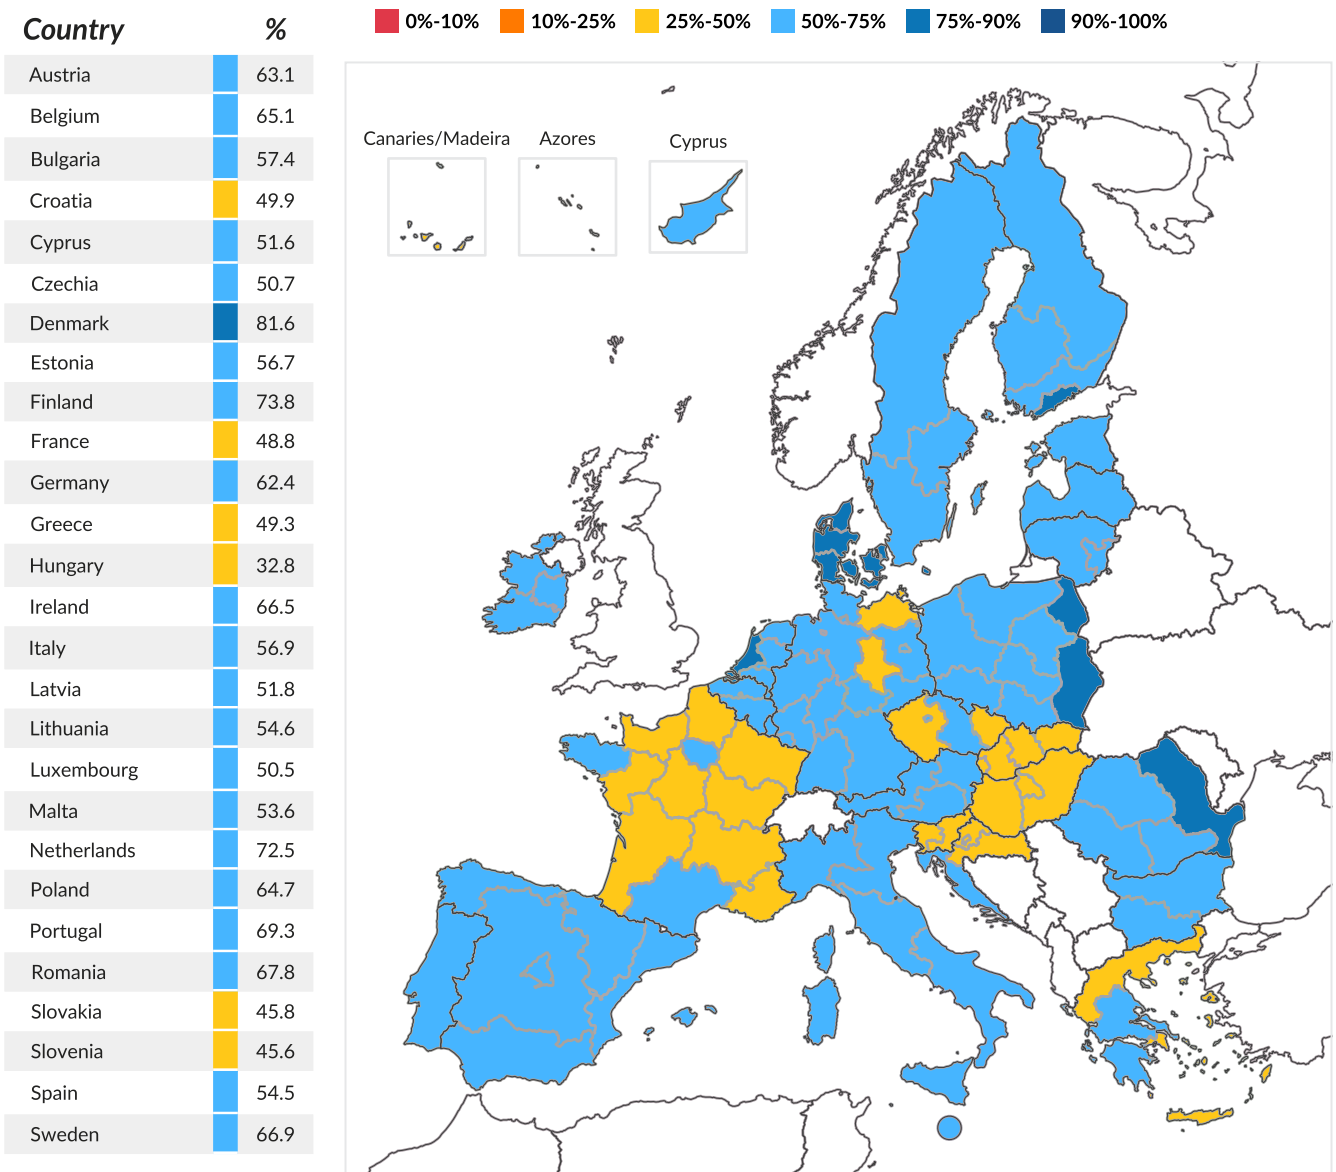 Country %
0%-10% 10%-25% 25%-50% 50%-75% 75%-90% 90%-100%
Austria 63.1
Belgium 65.1
Bulgaria 57.4
Croatia 49.9
Cyprus 51.6
Czechia 50.7
Denmark 81.6
Estonia 56.7
Finland 73.8
France 48.8
Germany 62.4
Greece 49.3
Hungary 32.8
Ireland 66.5
Italy 56.9
Latvia 51.8
Lithuania 54.6
Luxembourg 50.5
Malta 53.6
Netherlands 72.5
Poland 64.7
Portugal 69.3
Romania 67.8
Slovakia 45.8
Slovenia 45.6
Spain 54.5
Sweden 66.9
Canaries/Madeira Azores Cyprus